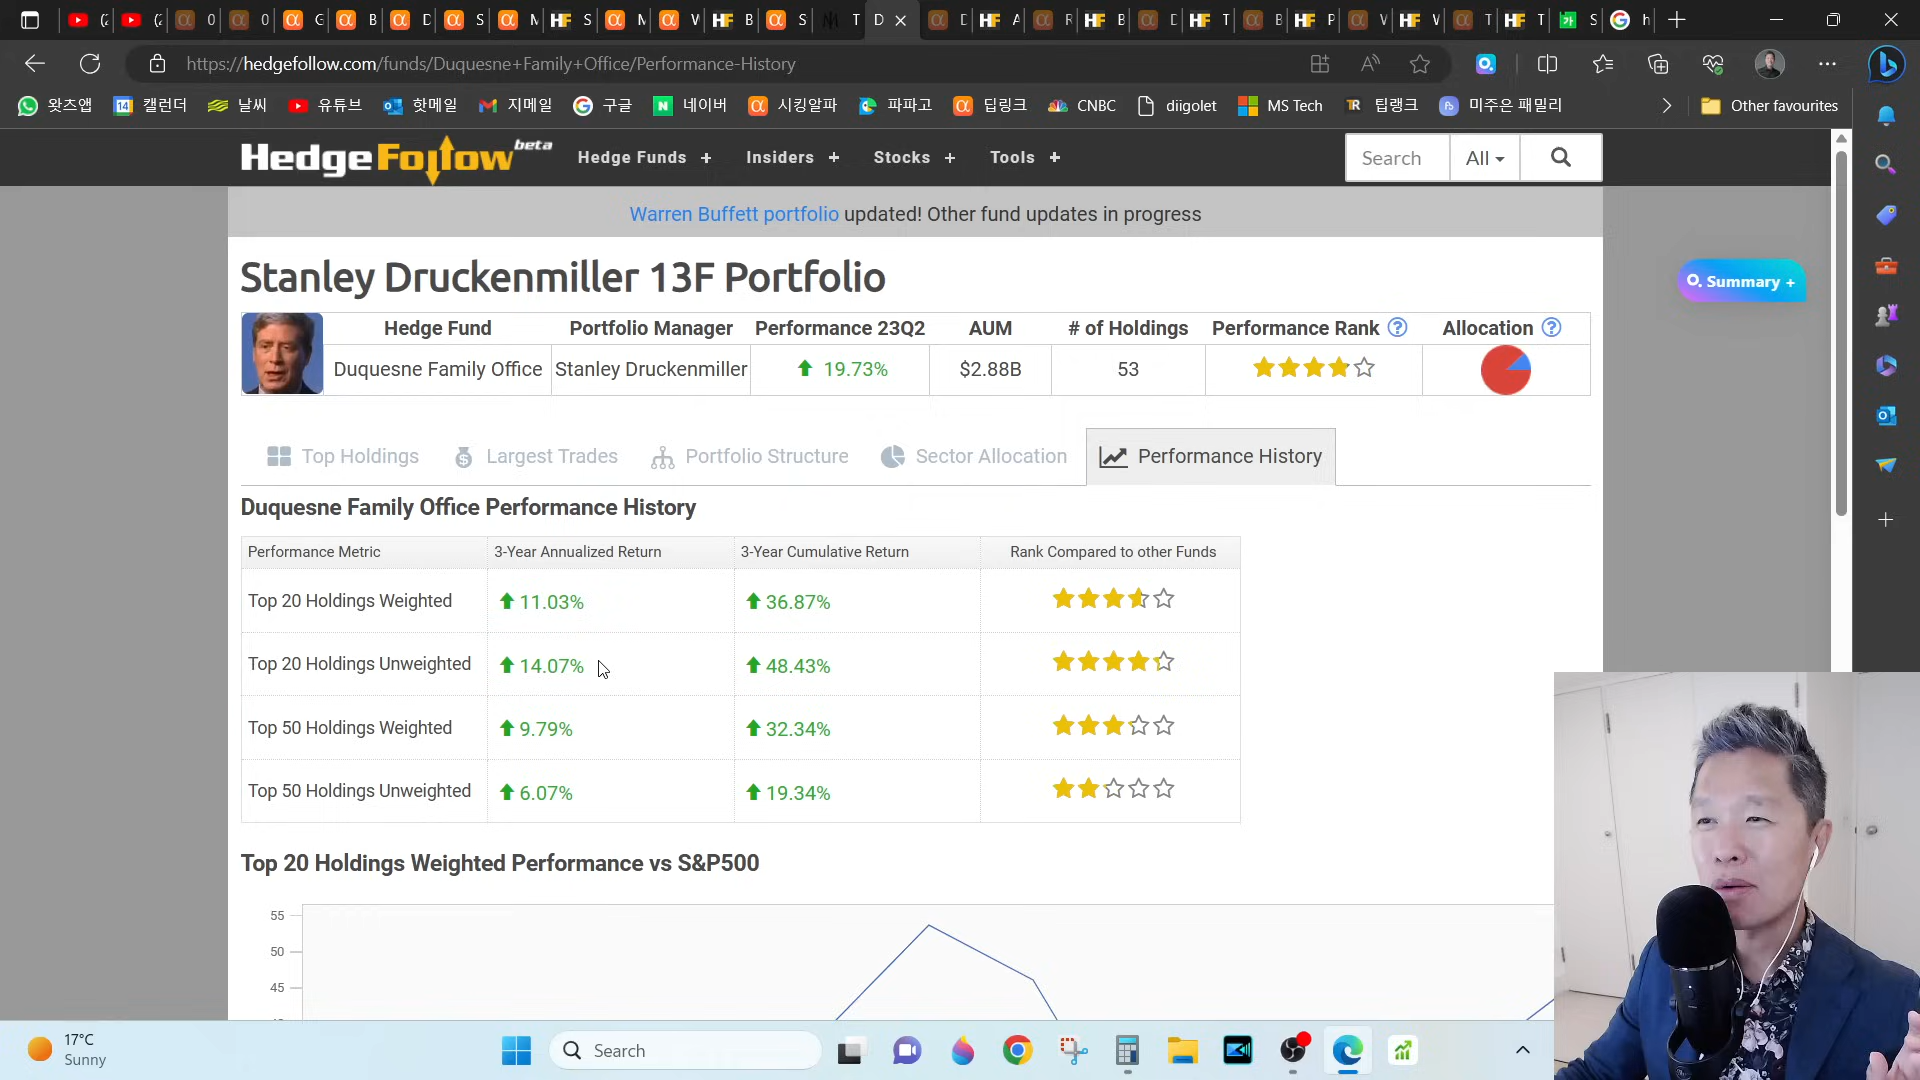 https://hedgefollow.com/funds/Duquesne+Family+Office/Performance-History
왓츠앱 캘런더 날씨 유튜브 핫메일 지메일 구글 네이버 시킹알파 파파고 딥링크 CNBC diigolet MS Tech 팁랭크 미주은 패밀리 Other favourites
HedgeFollow beta Hedge Funds + Insiders + Stocks + Tools + Search All
Warren Buffett portfolio updated! Other fund updates in progress
Stanley Druckenmiller 13F Portfolio
Summary +
Hedge Fund Portfolio Manager Performance 23Q2 AUM # of Holdings Performance Rank ? Allocation ?
Duquesne Family Office Stanley Druckenmiller 19.73% $2.88B 53
Top Holdings Largest Trades Portfolio Structure Sector Allocation Performance History
Duquesne Family Office Performance History
Performance Metric 3-Year Annualized Return 3-Year Cumulative Return Rank Compared to other Funds
Top 20 Holdings Weighted 11.03% 36.87%
Top 20 Holdings Unweighted 14.07% 48.43%
Top 50 Holdings Weighted 9.79% 32.34%
Top 50 Holdings Unweighted 6.07% 19.34%
Top 20 Holdings Weighted Performance vs S&P500
55
50
45
17°C
Sunny
Search